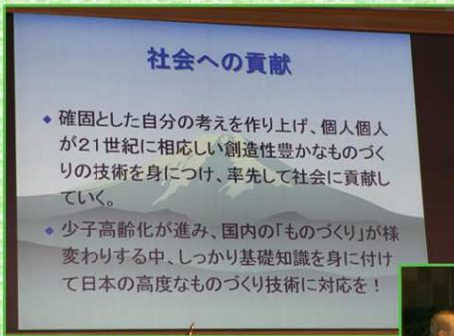 社会への貢献
確固とした自分の考えを作り上げ、個人個人
が21世紀に相応しい創造性豊かなものづく
りの技術を身につけ、率先して社会に貢献し
ていく。
少子高齢化が進み、国内の「ものづくり」が様
変わりする中、しっかり基礎知識を身に付け
て日本の高度なものづくり技術に対応を！